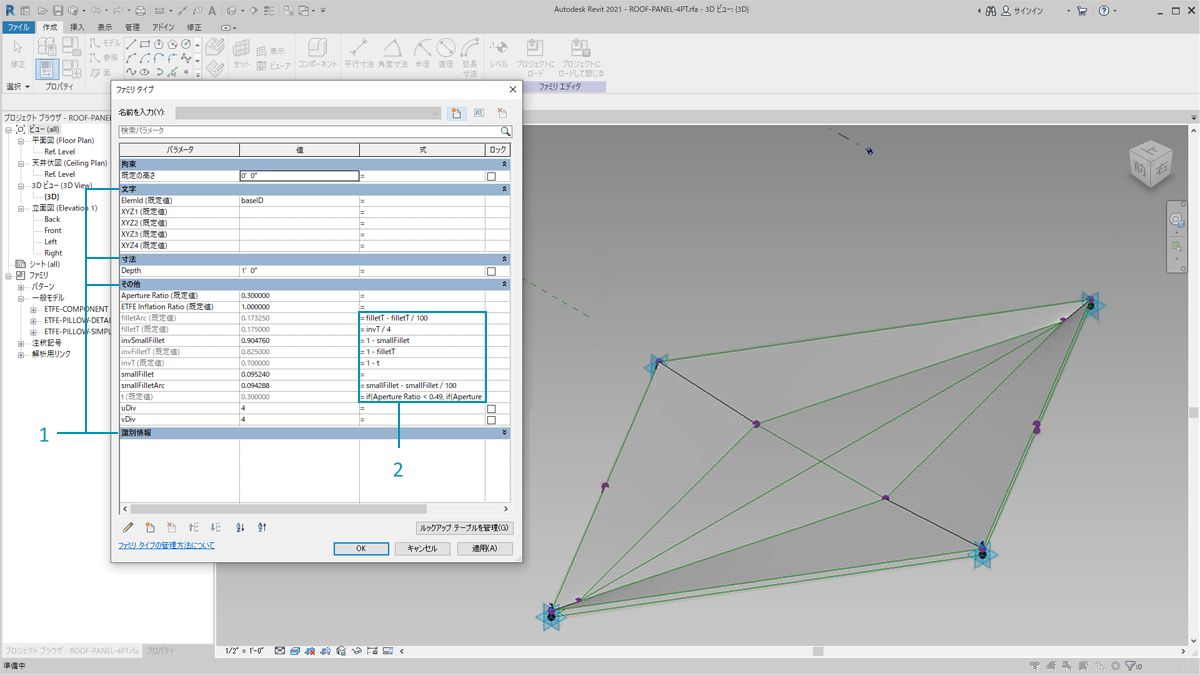 Autodesk Revit 2021 - ROOF-PANEL-4PT.rfa - 3D ビュー: {3D}
サインイン
ファイル 作成 挿入 表示 管理 アドイン 修正
修正
モデル
参照
面
セット
表示
ビューア
コンポーネント
平行寸法 角度寸法 半径 直径 弧長寸法
レベル
プロジェクトにロード
プロジェクトにロードして閉じる
選択 プロパティ
ファミリ エディタ
プロジェクト ブラウザ - ROOF-PANEL
ビュー (all)
平面図 (Floor Plan)
Ref. Level
天井伏図 (Ceiling Plan)
Ref. Level
3D ビュー (3D View)
{3D}
立面図 (Elevation 1)
Back
Front
Left
Right
シート (all)
ファミリ
パターン
一般モデル
ETFE-COMPONENT
ETFE-PILLOW-DETAI
ETFE-PILLOW-SIMPL
注釈記号
解析用リンク
ファミリ タイプ
名前を入力(Y):
検索パラメータ
パラメータ 値 式 ロック
拘束
既定の高さ 0' 0" =
文字
ElemId (既定値) baseID =
XYZ1 (既定値) =
XYZ2 (既定値) =
XYZ3 (既定値) =
XYZ4 (既定値) =
寸法
Depth 1' 0" =
その他
Aperture Ratio (既定値) 0.300000 =
ETFE Inflation Ratio (既定値) 1.000000 =
filletArc (既定値) 0.173250 = filletT - filletT / 100
filletT (既定値) 0.175000 = invT / 4
invSmallFillet 0.904760 = 1 - smallFillet
invFilletT (既定値) 0.825000 = 1 - filletT
invT (既定値) 0.700000 = 1 - t
smallFillet 0.095240 =
smallFilletArc 0.094288 = smallFillet - smallFillet / 100
t (既定値) 0.300000 = if(Aperture Ratio < 0.49, if(Aperture
uDiv 4 =
vDiv 4 =
識別情報
1
2
ルックアップ テーブルを管理(G)
ファミリ タイプの管理方法について
OK キャンセル 適用(A)
上
前 右
プロジェクト ブラウザ - ROOF-PANEL-4PT.rfa プロパティ
1/2" = 1'-0"
準備中
:0